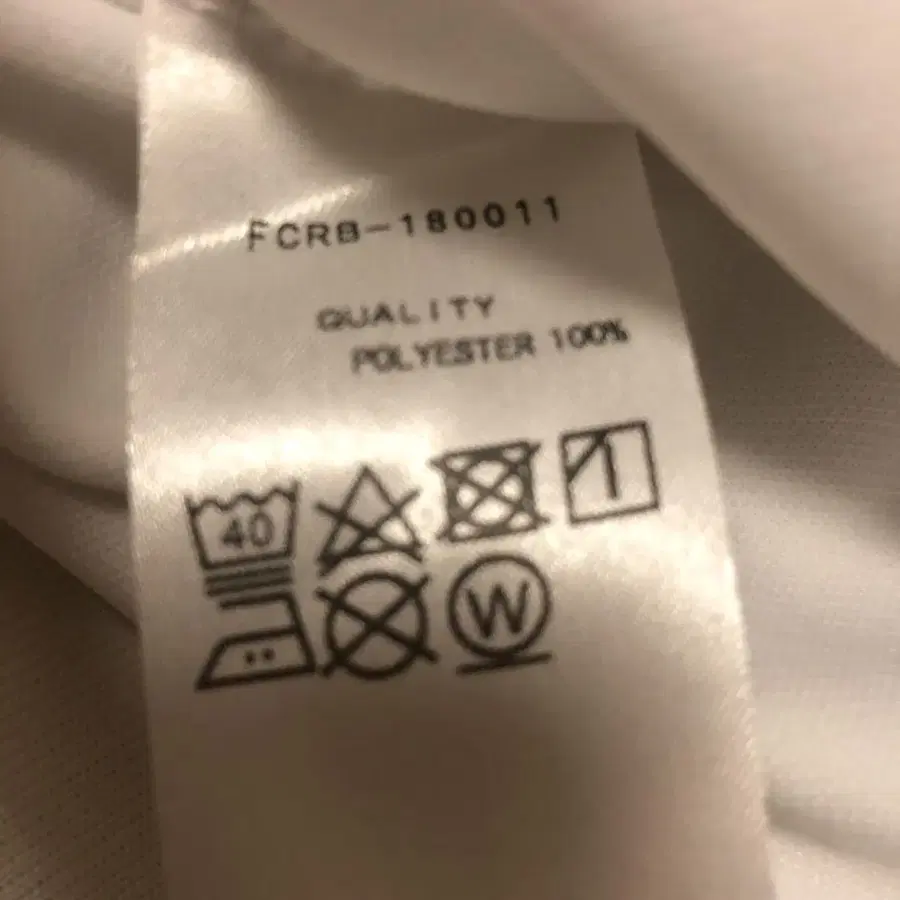 FCRB-180011
QUALITY
POLYESTER 100%
40
W